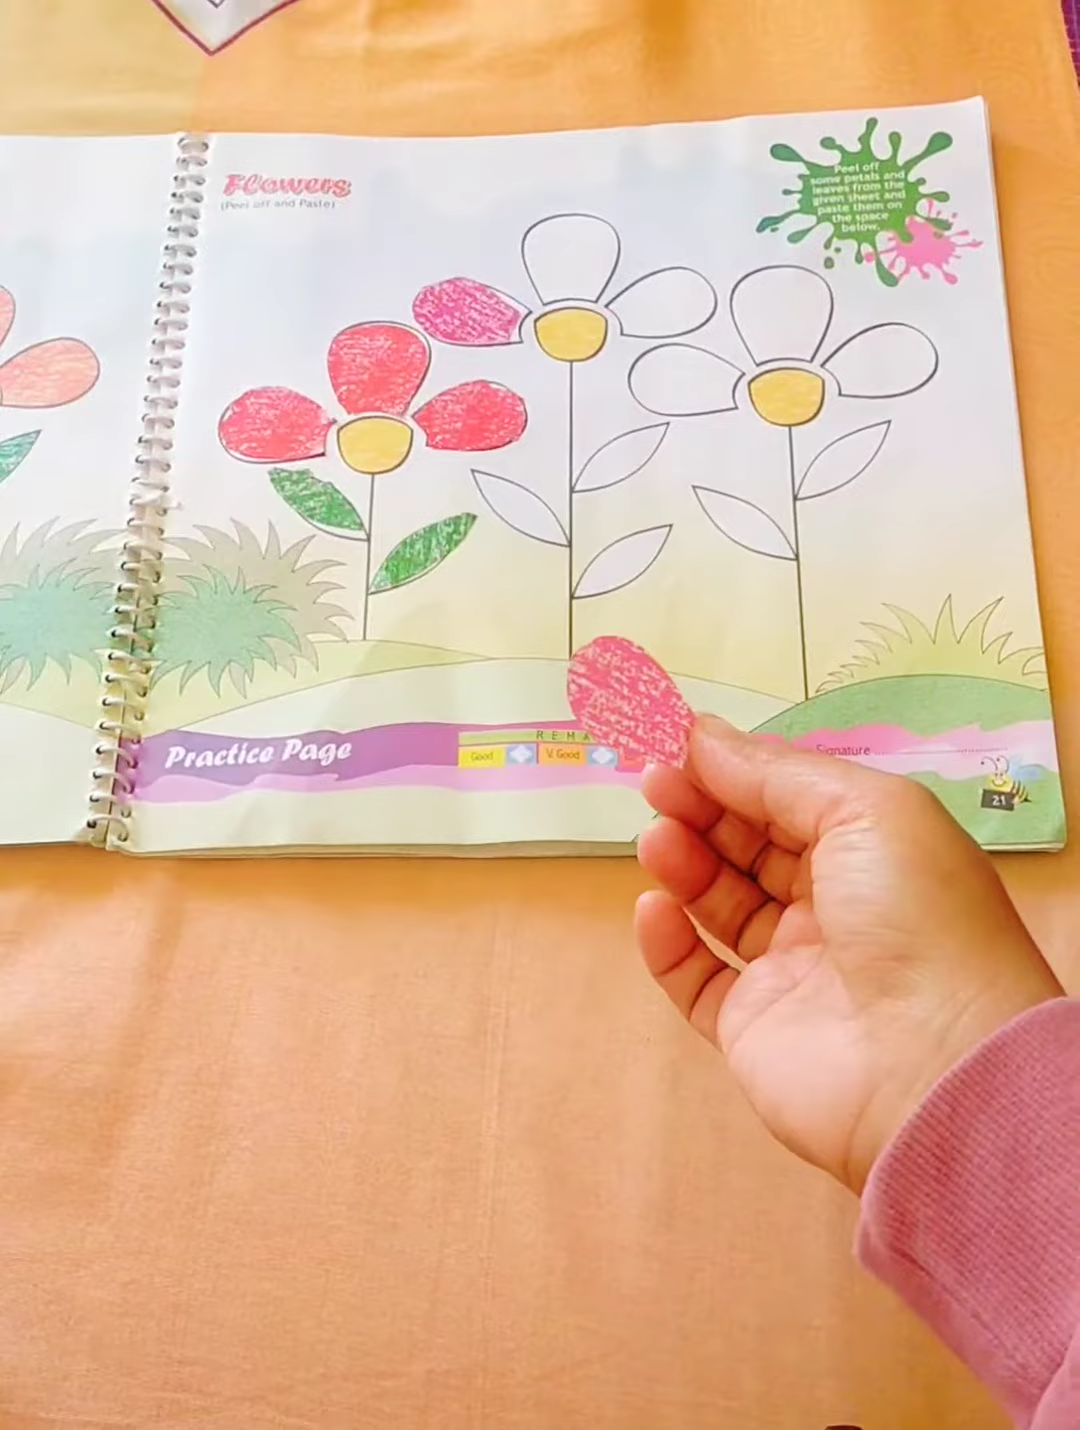 Flowers
(Peel off and Paste)
Peel off
some petals and
leaves from the
given sheet and
paste them on
the space
below.
Practice Page
Good
V. Good
Signature
21